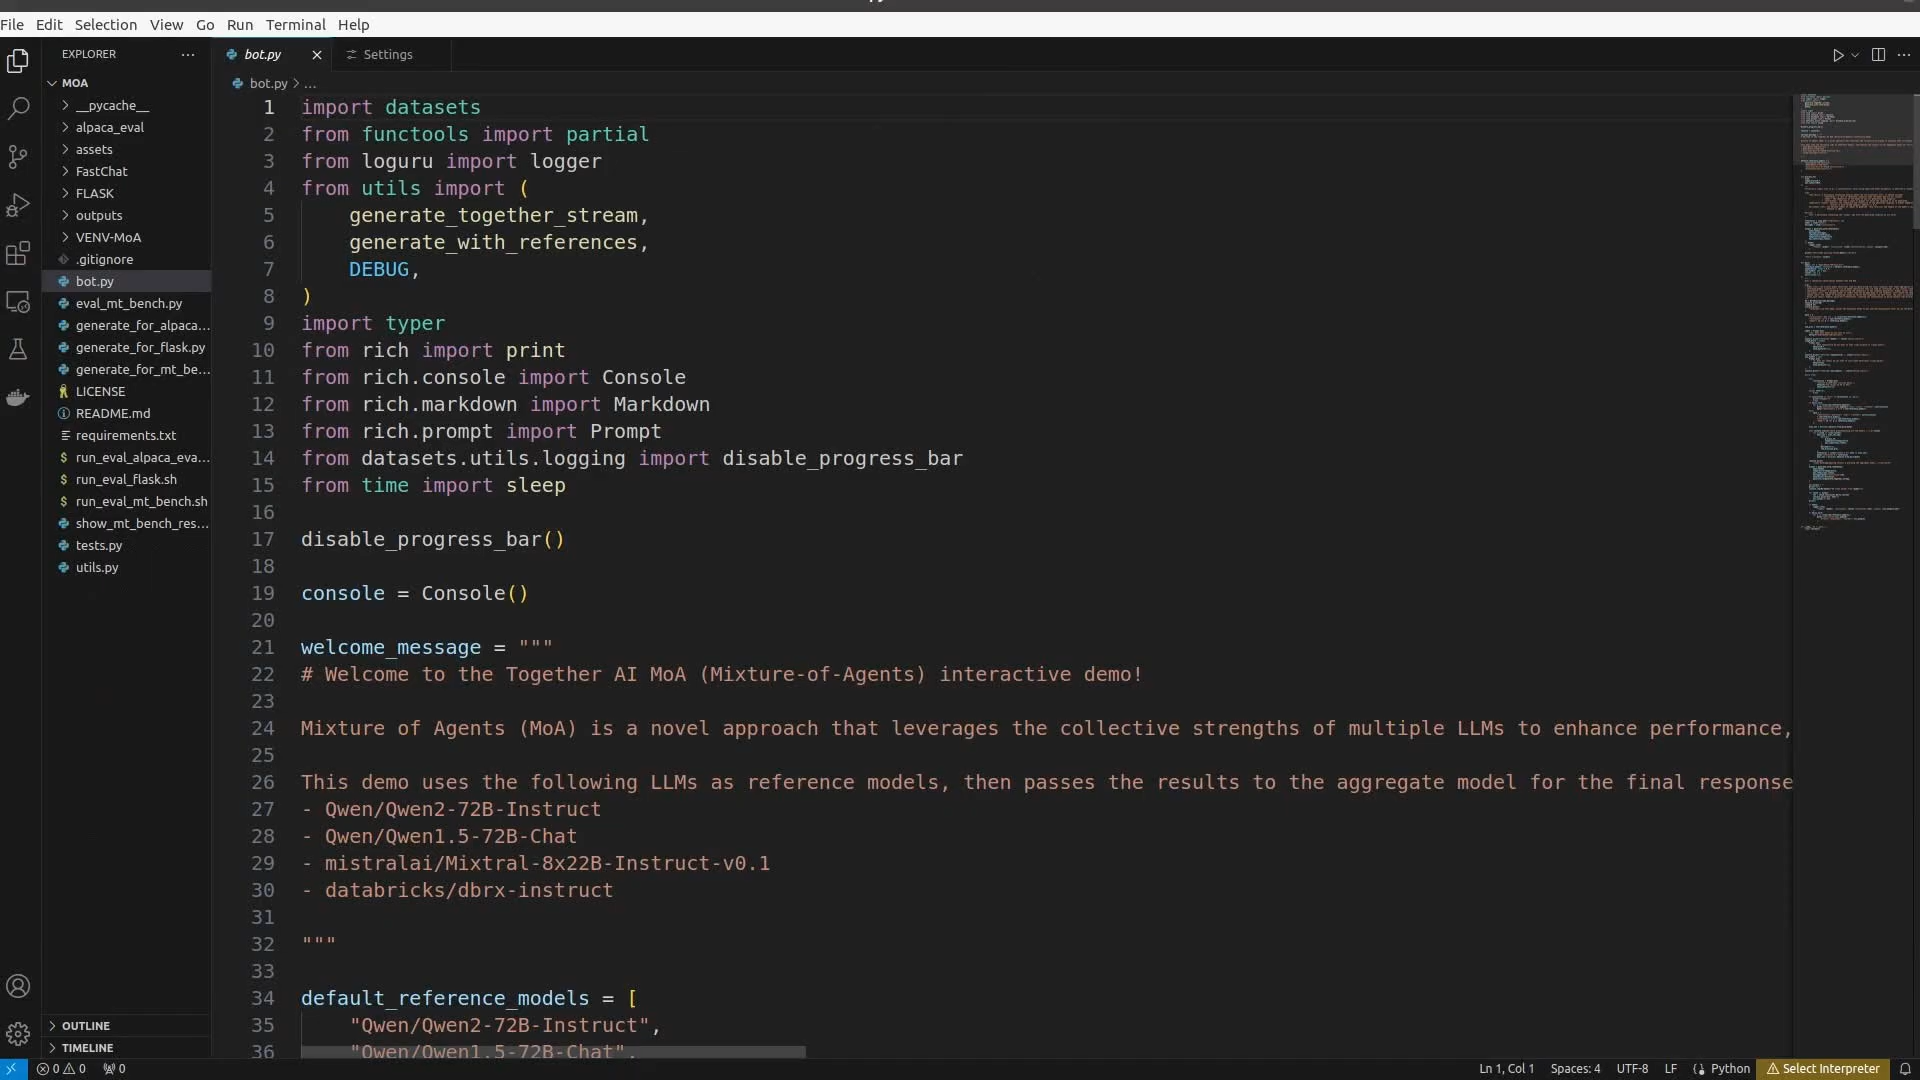 File Edit Selection View Go Run Terminal Help
EXPLORER ...
bot.py
Settings
MOA
bot.py > ...
__pycache__
alpaca_eval
assets
FastChat
FLASK
outputs
VENV-MoA
.gitignore
bot.py
eval_mt_bench.py
generate_for_alpaca...
generate_for_flask.py
generate_for_mt_be...
LICENSE
README.md
requirements.txt
$ run_eval_alpaca_eva...
$ run_eval_flask.sh
$ run_eval_mt_bench.sh
show_mt_bench_res...
tests.py
utils.py
OUTLINE
TIMELINE
1 import datasets
2 from functools import partial
3 from loguru import logger
4 from utils import (
5     generate_together_stream,
6     generate_with_references,
7     DEBUG,
8 )
9 import typer
10 from rich import print
11 from rich.console import Console
12 from rich.markdown import Markdown
13 from rich.prompt import Prompt
14 from datasets.utils.logging import disable_progress_bar
15 from time import sleep
16
17 disable_progress_bar()
18
19 console = Console()
20
21 welcome_message = """
22 # Welcome to the Together AI MoA (Mixture-of-Agents) interactive demo!
23
24 Mixture of Agents (MoA) is a novel approach that leverages the collective strengths of multiple LLMs to enhance performance,
25
26 This demo uses the following LLMs as reference models, then passes the results to the aggregate model for the final response
27 - Qwen/Qwen2-72B-Instruct
28 - Qwen/Qwen1.5-72B-Chat
29 - mistralai/Mixtral-8x22B-Instruct-v0.1
30 - databricks/dbrx-instruct
31
32 """
33
34 default_reference_models = [
35     "Qwen/Qwen2-72B-Instruct",
36     "Qwen/Qwen1.5-72B-Chat",
0 0 0
Ln 1, Col 1 Spaces: 4 UTF-8 LF Python Select Interpreter